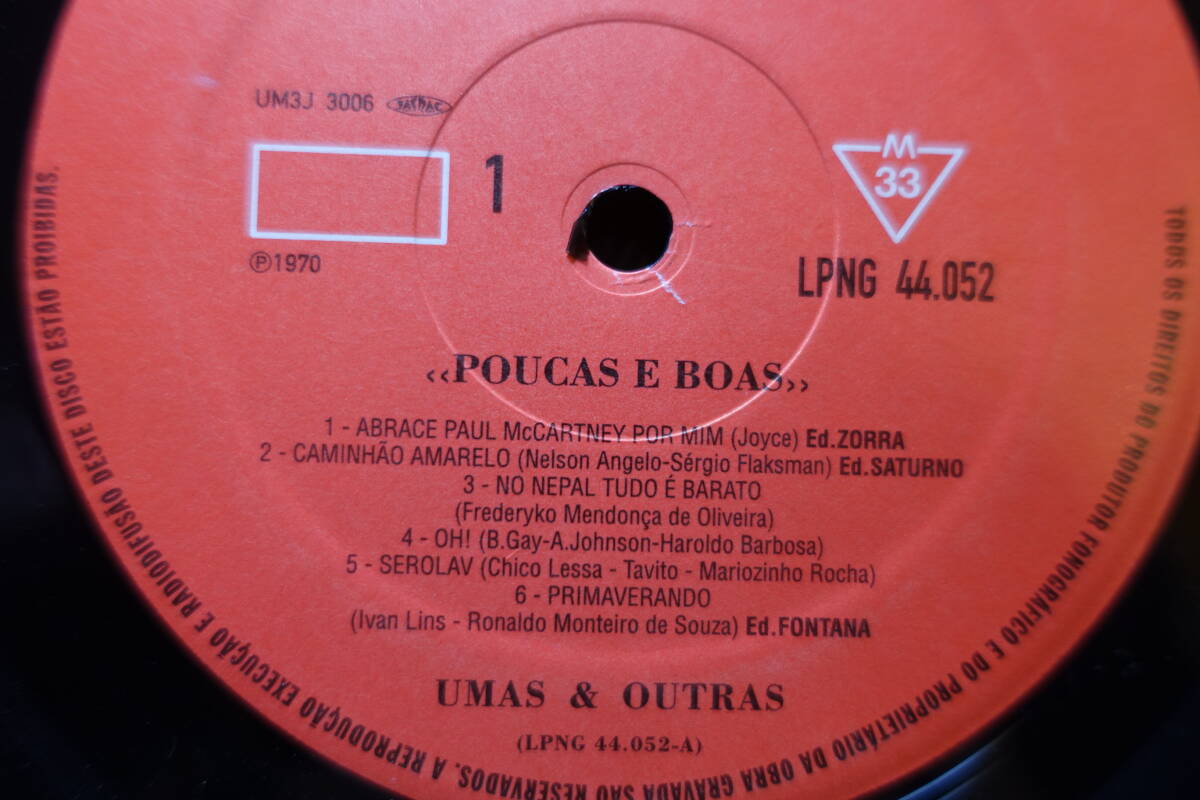 UM3J 3006
1
M
33
℗1970
LPNG 44.052
‹‹POUCAS E BOAS››
1 - ABRACE PAUL McCARTNEY POR MIM (Joyce) Ed.ZORRA
2 - CAMINHÃO AMARELO (Nelson Angelo-Sérgio Flaksman) Ed.SATURNO
3 - NO NEPAL TUDO É BARATO
(Frederyko Mendonça de Oliveira)
4 - OH! (B.Gay-A.Johnson-Haroldo Barbosa)
5 - SEROLAV (Chico Lessa - Tavito - Mariozinho Rocha)
6 - PRIMAVERANDO
(Ivan Lins - Ronaldo Monteiro de Souza) Ed.FONTANA
UMAS & OUTRAS
(LPNG 44.052-A)
TODOS OS DIREITOS DO PRODUTOR FONOGRÁFICO E DO PROPRIETÁRIO DA OBRA GRAVADA SÃO RESERVADOS. A REPRODUÇÃO EXECUÇÃO E RADIODIFUSÃO DESTE DISCO ESTÃO PROIBIDAS.